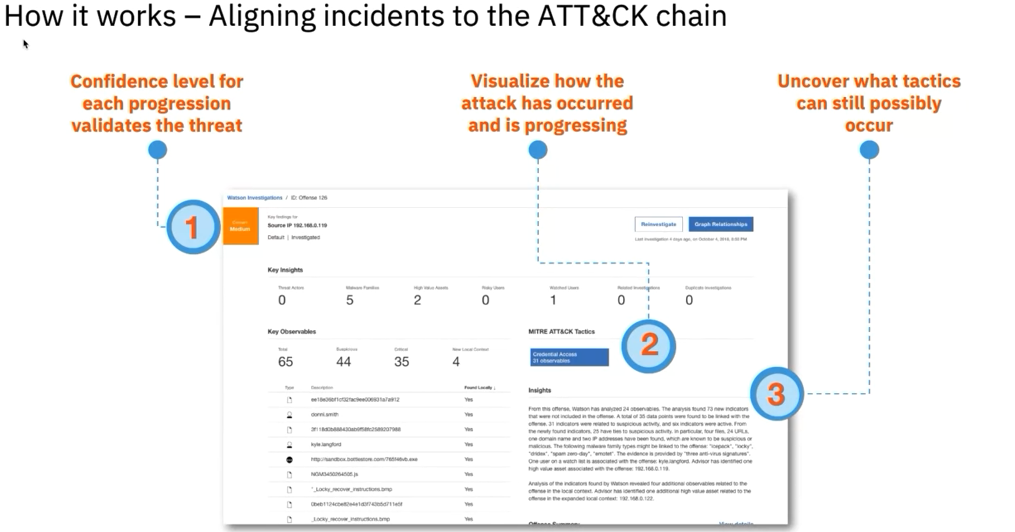 How it works – Aligning incidents to the ATT&CK chain
Confidence level for
each progression
validates the threat
Visualize how the
attack has occurred
and is progressing
Uncover what tactics
can still possibly
occur
1
2
3
Watson Investigations / ID: Offense 126
Medium
Key findings for
Source IP 192.168.0.119
Default | Investigated
Reinvestigate
Graph Relationships
Last investigation 4 days ago, on October 4, 2018,
Key Insights
Threat Actors
Malware Families
High Value Assets
Risky Users
Watched Users
Related Investigations
Duplicate Investigations
0
5
2
0
1
0
0
Key Observables
Total
Suspicious
Critical
New Local Context
65
44
35
4
MITRE ATT&CK Tactics
Credential Access
31 observables
Type
Description
Found Locally
Yes
donni.smith
Yes
Yes
kyle.langford
Yes
Yes
Yes
*_Locky_recover_instructions.bmp
Yes
Yes
_Locky_recover_instructions.bmp
Yes
Insights
From this offense, Watson has analyzed 24 observables. The analysis found 73 new indicators
that were not included in the offense. A total of 35 data points were found to be linked with the
offense. 31 indicators were related to suspicious activity, and six indicators were active. From
the newly found indicators, 25 have ties to suspicious activity. In particular, four files, 24 URLs,
one domain name and two IP addresses have been found, which are known to be suspicious or
malicious. The following malware family types might be linked to the offense: "icepack", "locky",
"dridex", "spam zero-day", "emotet". The evidence is provided by "three anti-virus signatures".
One user on a watch list is associated with the offense: kyle.langford. Advisor has identified one
high value asset associated with the offense: 192.168.0.119.
Analysis of the indicators found by Watson revealed four additional observables related to the
offense in the local context. Advisor has identified one additional high value asset related to the
offense in the expanded local context: 192.168.0.122.
Offense Summary
View details